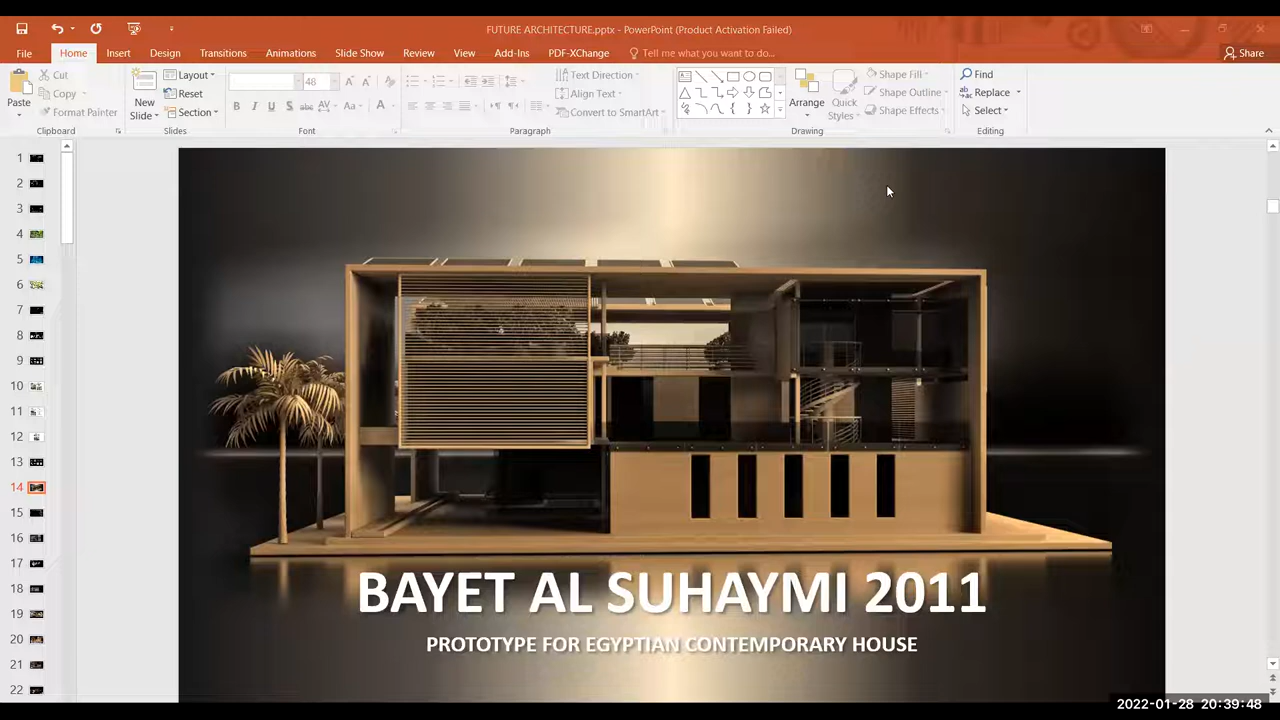 FUTURE ARCHITECTURE.pptx - PowerPoint (Product Activation Failed)
File Home Insert Design Transitions Animations Slide Show Review View Add-Ins PDF-XChange Tell me what you want to do... Share
Paste
Cut
Copy
Format Painter
Clipboard
New
Slide
Layout
Reset
Section
Slides
48
B I U S abc AV Aa A
Font
Text Direction
Align Text
Convert to SmartArt
Paragraph
Arrange
Quick
Styles
Shape Fill
Shape Outline
Shape Effects
Drawing
Find
Replace
Select
Editing
1
2
3
4
5
6
7
8
9
10
11
12
13
14
15
16
17
18
19
20
21
22
BAYET AL SUHAYMI 2011
PROTOTYPE FOR EGYPTIAN CONTEMPORARY HOUSE
2022-01-28 20:39:48